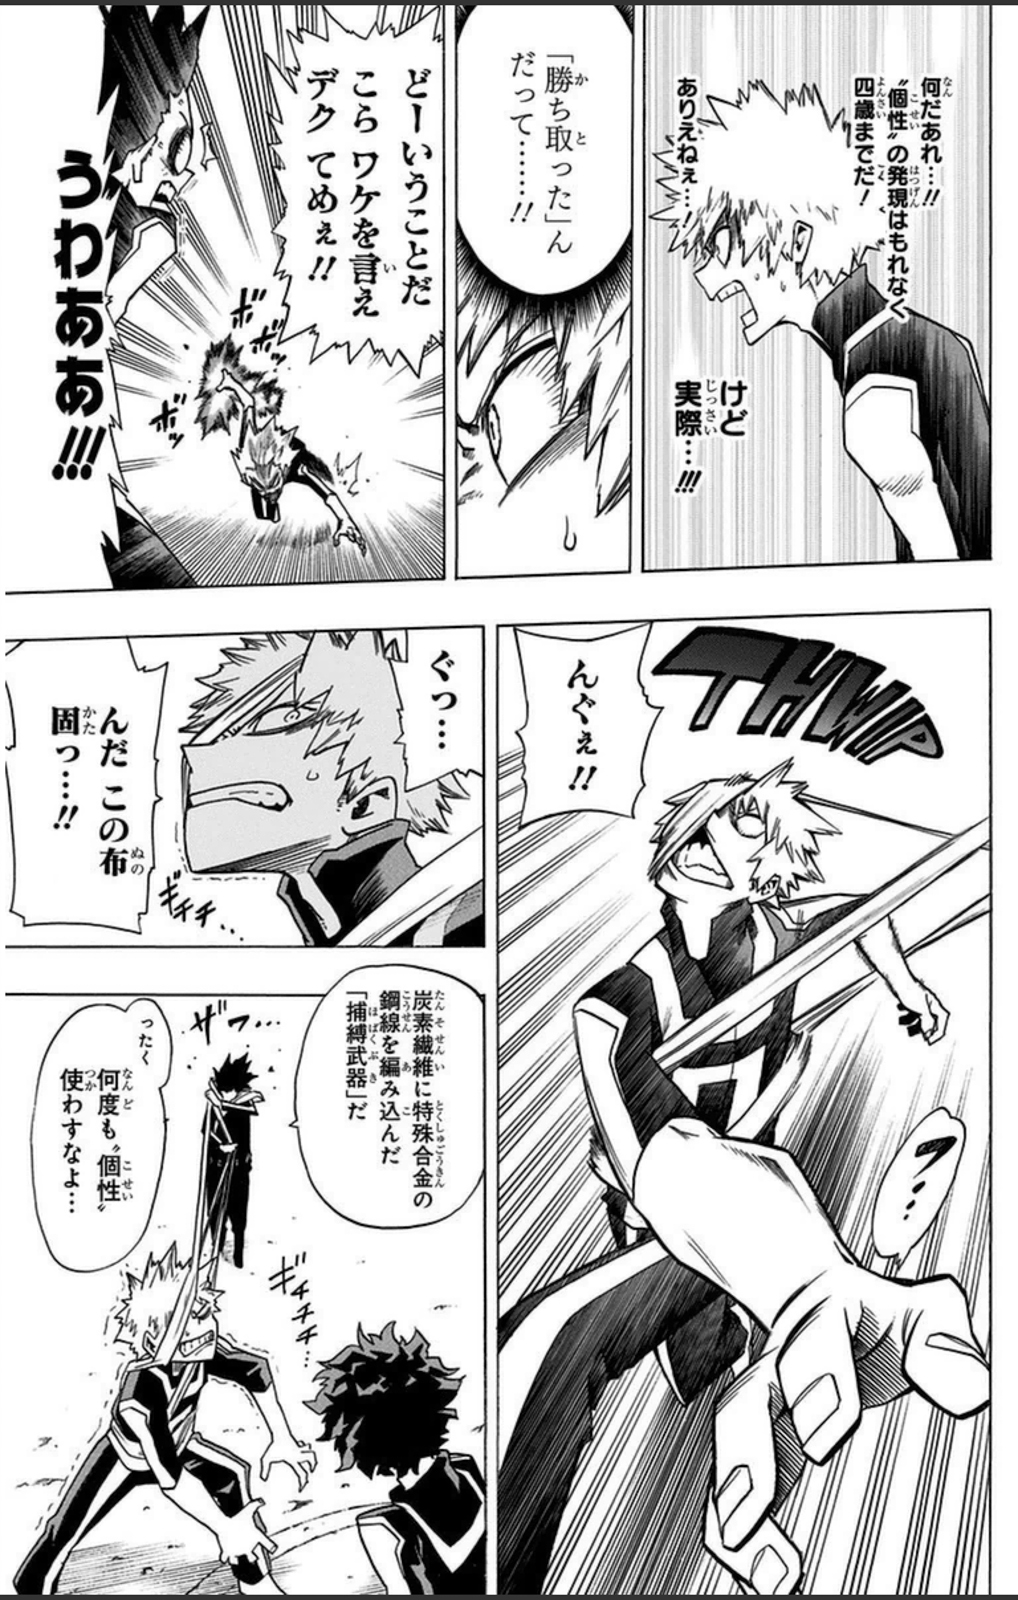 何だあれ…!!
“個性”の発現はもれなく
四歳までだ!
ありえねぇ…!
けど
実際…!!!
「勝ち取った」ん
だって……!!
どーいうことだ
こら ワケを言え
デク てめぇ!!
ボッ
ボッ
ボッ
うわああ!!!
THWIP
んぐぇ!!
フ…
ぐっ…
んだ この布
固っ…!!
ギチチ…
炭素繊維に特殊合金の
鋼線を編み込んだ
「捕縛武器」だ
ザワ…
ったく
何度も“個性”
使わすなよ…
ギチチチ…